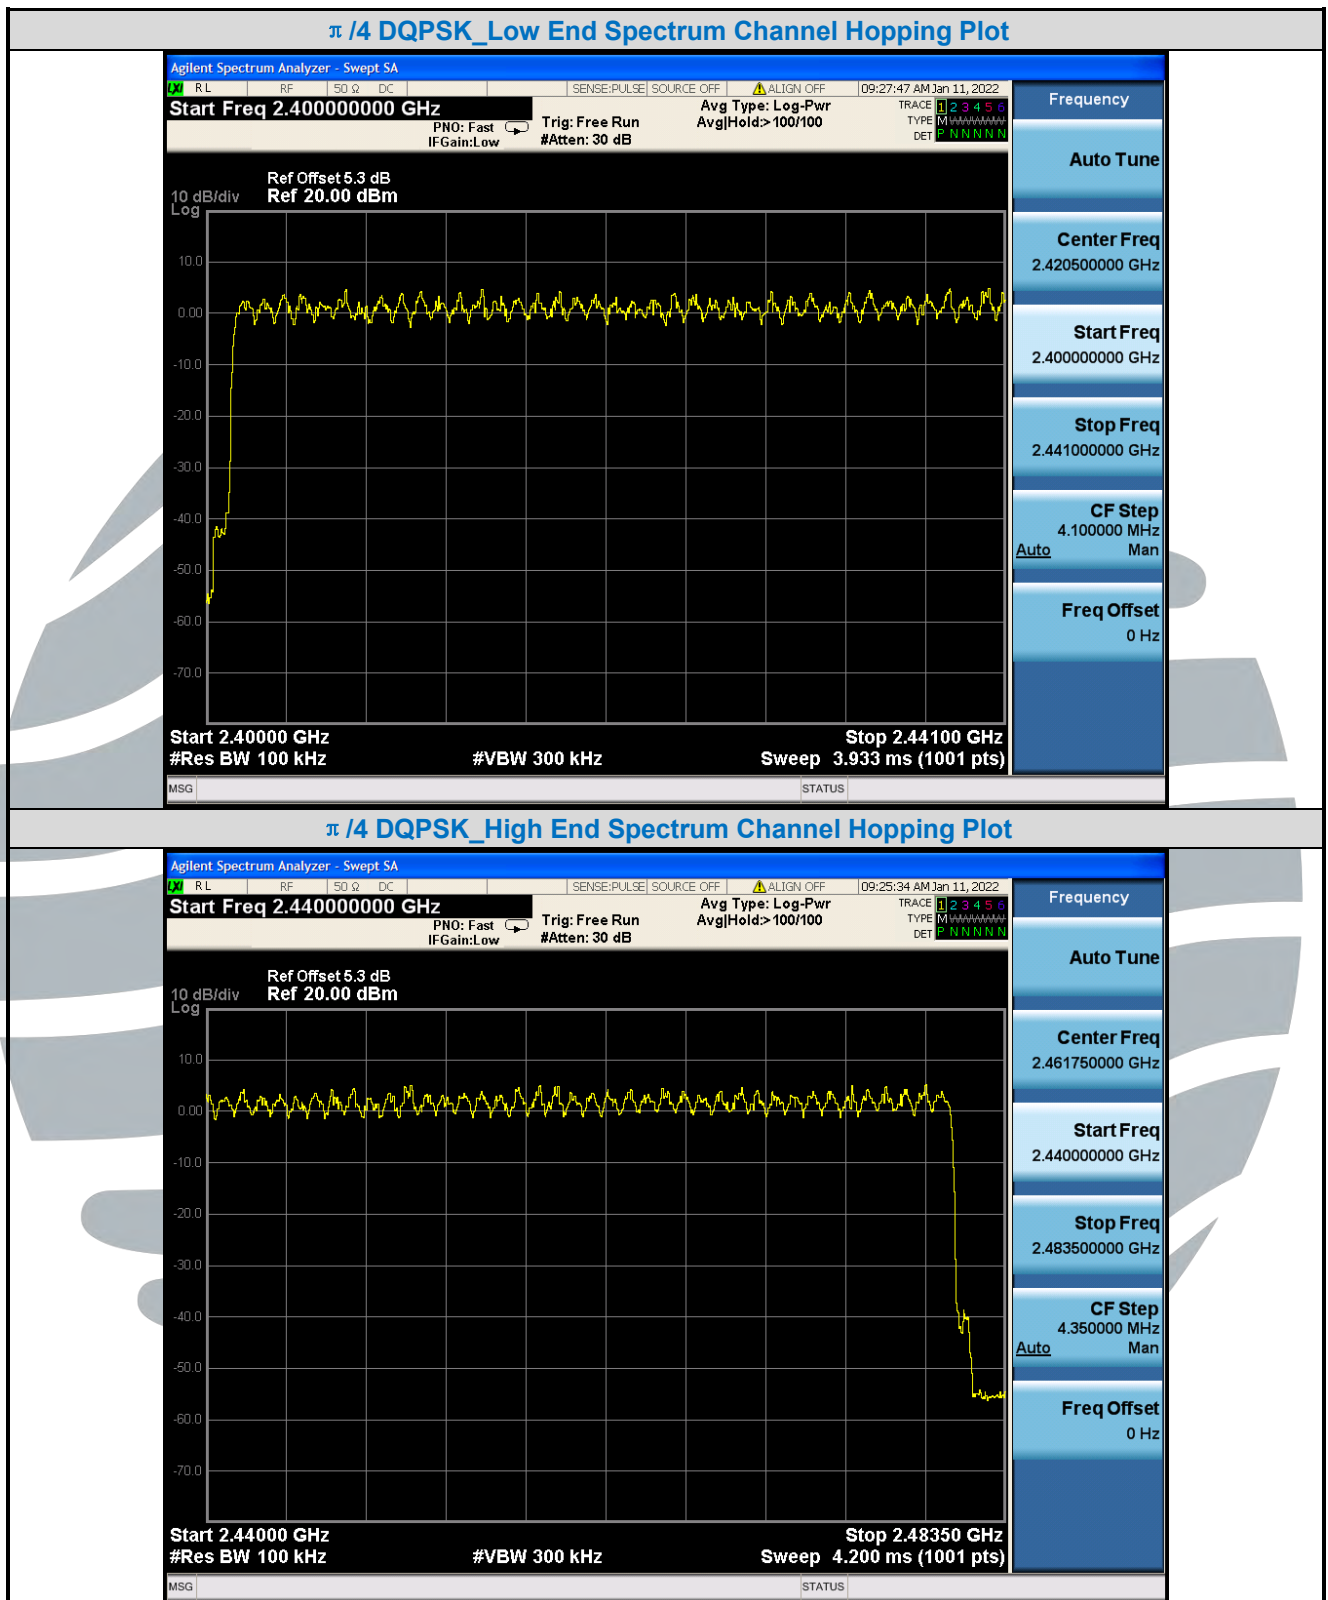 π /4 DQPSK_Low End Spectrum Channel Hopping Plot
Agilent Spectrum Analyzer - Swept SA
LXI RL RF 50 Ω DC SENSE:PULSE SOURCE OFF ALIGN OFF 09:27:47 AM Jan 11, 2022
Start Freq 2.400000000 GHz
PNO: Fast
IFGain:Low
Trig: Free Run
#Atten: 30 dB
Avg Type: Log-Pwr
Avg|Hold:>100/100
TRACE 1 2 3 4 5 6
TYPE M
DET P N N N N N
Ref Offset 5.3 dB
10 dB/div Ref 20.00 dBm
Log
10.0
0.00
-10.0
-20.0
-30.0
-40.0
-50.0
-60.0
-70.0
Start 2.40000 GHz Stop 2.44100 GHz
#Res BW 100 kHz #VBW 300 kHz Sweep 3.933 ms (1001 pts)
MSG STATUS
Frequency
Auto Tune
Center Freq
2.420500000 GHz
Start Freq
2.400000000 GHz
Stop Freq
2.441000000 GHz
CF Step
4.100000 MHz
Auto Man
Freq Offset
0 Hz
π /4 DQPSK_High End Spectrum Channel Hopping Plot
Agilent Spectrum Analyzer - Swept SA
LXI RL RF 50 Ω DC SENSE:PULSE SOURCE OFF ALIGN OFF 09:25:34 AM Jan 11, 2022
Start Freq 2.440000000 GHz
PNO: Fast
IFGain:Low
Trig: Free Run
#Atten: 30 dB
Avg Type: Log-Pwr
Avg|Hold:>100/100
TRACE 1 2 3 4 5 6
TYPE M
DET P N N N N N
Ref Offset 5.3 dB
10 dB/div Ref 20.00 dBm
Log
10.0
0.00
-10.0
-20.0
-30.0
-40.0
-50.0
-60.0
-70.0
Start 2.44000 GHz Stop 2.48350 GHz
#Res BW 100 kHz #VBW 300 kHz Sweep 4.200 ms (1001 pts)
MSG STATUS
Frequency
Auto Tune
Center Freq
2.461750000 GHz
Start Freq
2.440000000 GHz
Stop Freq
2.483500000 GHz
CF Step
4.350000 MHz
Auto Man
Freq Offset
0 Hz